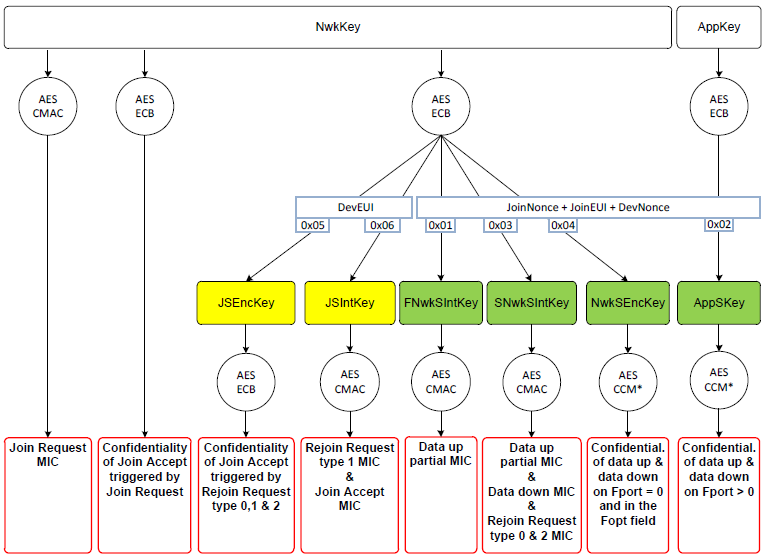 NwkKey
AppKey
AES
CMAC
AES
ECB
AES
ECB
AES
ECB
DevEUI
JoinNonce + JoinEUI + DevNonce
0x05
0x06
0x01
0x03
0x04
0x02
JSEncKey
JSIntKey
FNwkSIntKey
SNwkSIntKey
NwkSEncKey
AppSKey
AES
ECB
AES
CMAC
AES
CMAC
AES
CMAC
AES
CCM*
AES
CCM*
Join Request
MIC
Confidentiality
of Join Accept
triggered by
Join Request
Confidentiality
of Join Accept
triggered by
Rejoin Request
type 0,1 & 2
Rejoin Request
type 1 MIC
&
Join Accept
MIC
Data up
partial MIC
Data up
partial MIC
&
Data down MIC
&
Rejoin Request
type 0 & 2 MIC
Confidential.
of data up &
data down
on Fport = 0
and in the
Fopt field
Confidential.
of data up &
data down
on Fport > 0